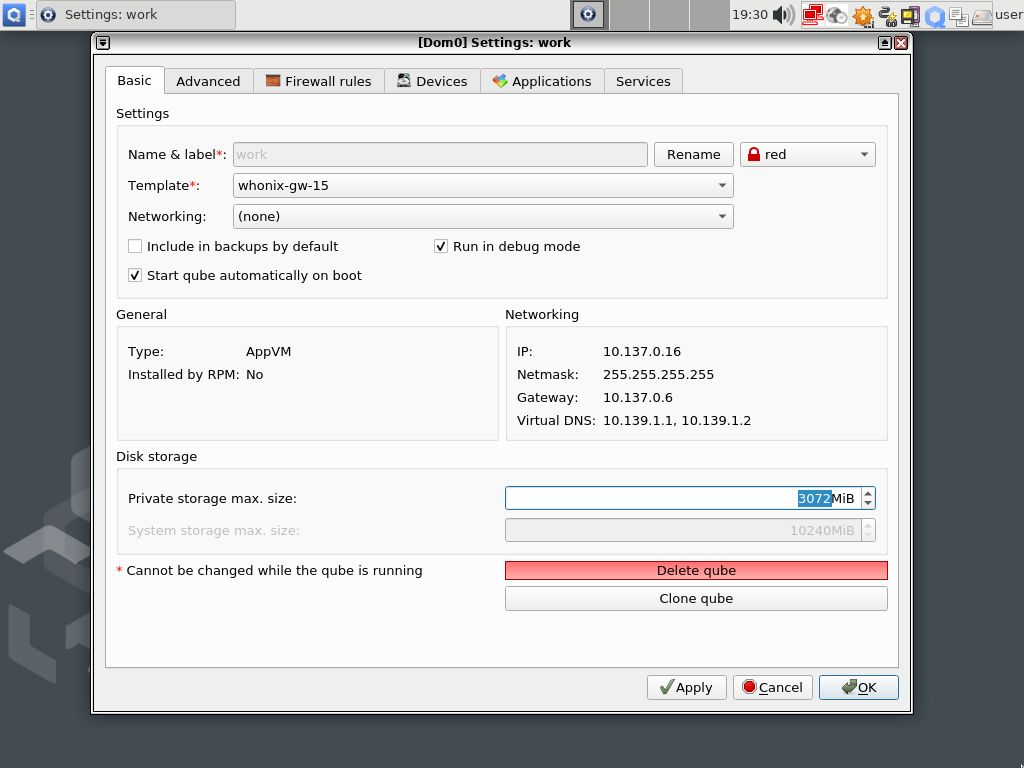 Settings: work
19:30
user
[Dom0] Settings: work
Basic Advanced Firewall rules Devices Applications Services
Settings
Name & label*: work Rename red
Template*: whonix-gw-15
Networking: (none)
Include in backups by default Run in debug mode
Start qube automatically on boot
General Networking
Type: AppVM IP: 10.137.0.16
Installed by RPM: No Netmask: 255.255.255.255
Gateway: 10.137.0.6
Virtual DNS: 10.139.1.1, 10.139.1.2
Disk storage
Private storage max. size: 3072MiB
System storage max. size: 10240MiB
* Cannot be changed while the qube is running Delete qube
Clone qube
Apply Cancel OK